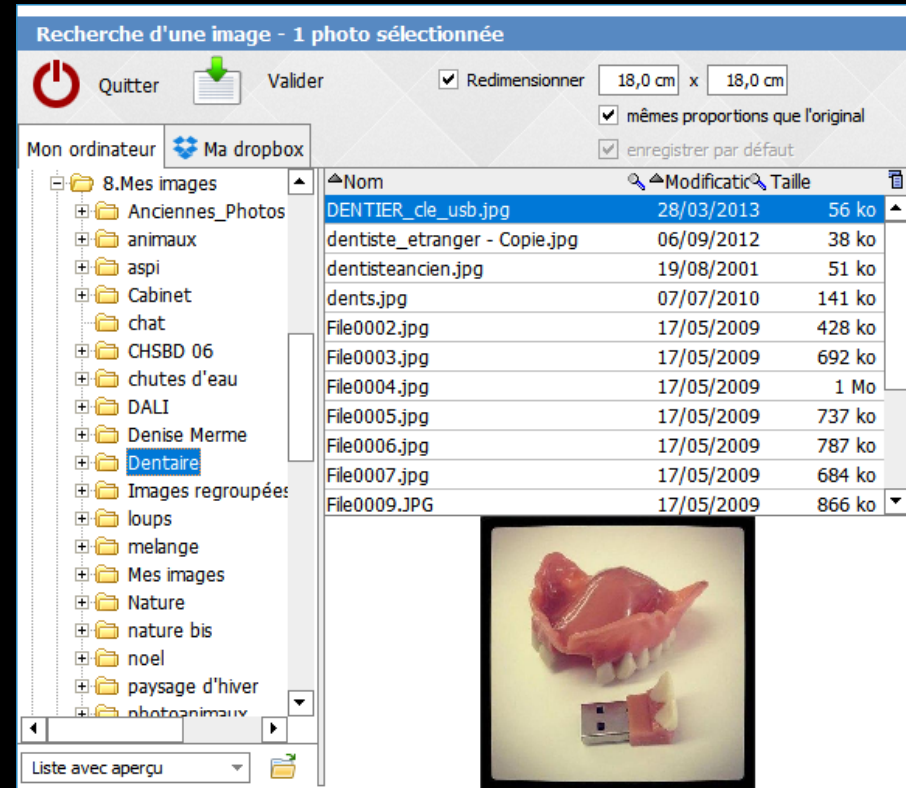 Recherche d'une image - 1 photo sélectionnée
Quitter Valider Redimensionner 18,0 cm x 18,0 cm
mêmes proportions que l'original
enregistrer par défaut
Mon ordinateur Ma dropbox
8.Mes images
Anciennes_Photos
animaux
aspi
Cabinet
chat
CHSBD 06
chutes d'eau
DALI
Denise Merme
Dentaire
Images regroupées
loups
melange
Mes images
Nature
nature bis
noel
paysage d'hiver
photoanimaux
Liste avec aperçu
Nom Modificatic Taille
DENTIER_cle_usb.jpg 28/03/2013 56 ko
dentiste_etranger - Copie.jpg 06/09/2012 38 ko
dentisteancien.jpg 19/08/2001 51 ko
dents.jpg 07/07/2010 141 ko
File0002.jpg 17/05/2009 428 ko
File0003.jpg 17/05/2009 692 ko
File0004.jpg 17/05/2009 1 Mo
File0005.jpg 17/05/2009 737 ko
File0006.jpg 17/05/2009 787 ko
File0007.jpg 17/05/2009 684 ko
File0009.JPG 17/05/2009 866 ko